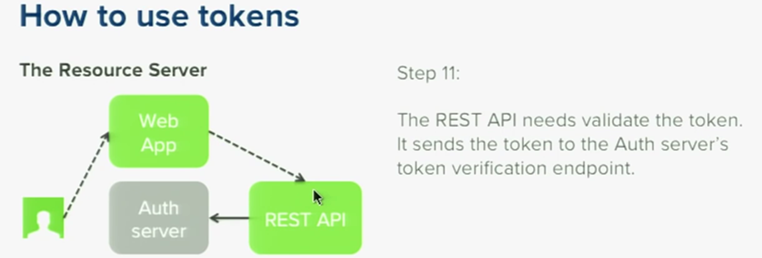 How to use tokens
The Resource Server
Step 11:
The REST API needs validate the token.
It sends the token to the Auth server's
token verification endpoint.
Web
App
Auth
server
REST API